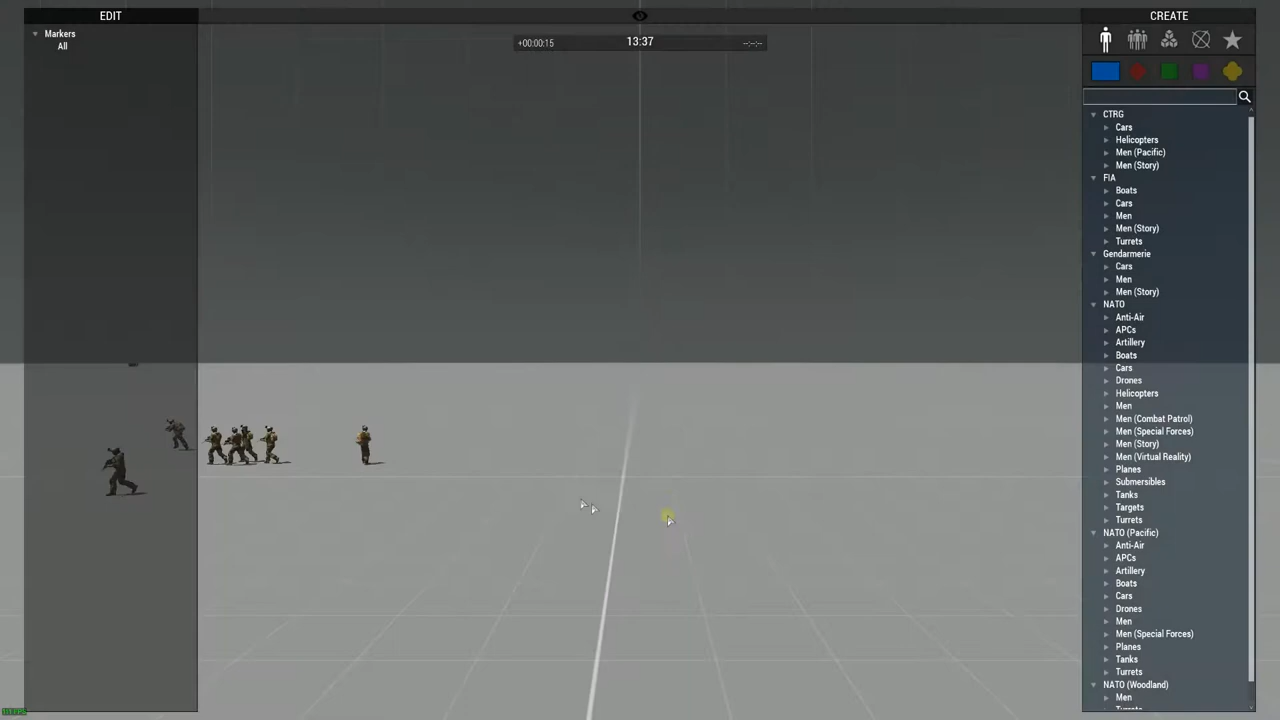 EDIT
Markers
All
+00:00:15
13:37
--:--:--
CREATE
CTRG
Cars
Helicopters
Men (Pacific)
Men (Story)
FIA
Boats
Cars
Men
Men (Story)
Turrets
Gendarmerie
Cars
Men
Men (Story)
NATO
Anti-Air
APCs
Artillery
Boats
Cars
Drones
Helicopters
Men
Men (Combat Patrol)
Men (Special Forces)
Men (Story)
Men (Virtual Reality)
Planes
Submersibles
Tanks
Targets
Turrets
NATO (Pacific)
Anti-Air
APCs
Artillery
Boats
Cars
Drones
Men
Men (Special Forces)
Planes
Tanks
Turrets
NATO (Woodland)
Men
Turrets